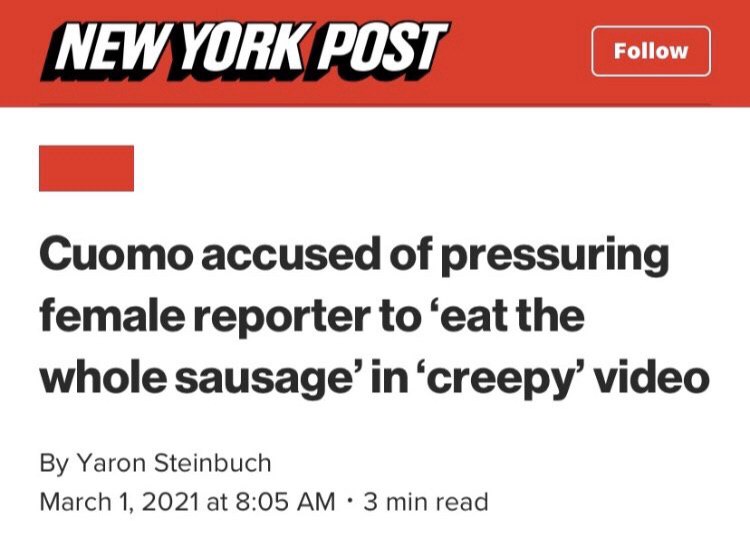 NEW YORK POST
Follow
Cuomo accused of pressuring
female reporter to ‘eat the
whole sausage’ in ‘creepy’ video
By Yaron Steinbuch
March 1, 2021 at 8:05 AM • 3 min read